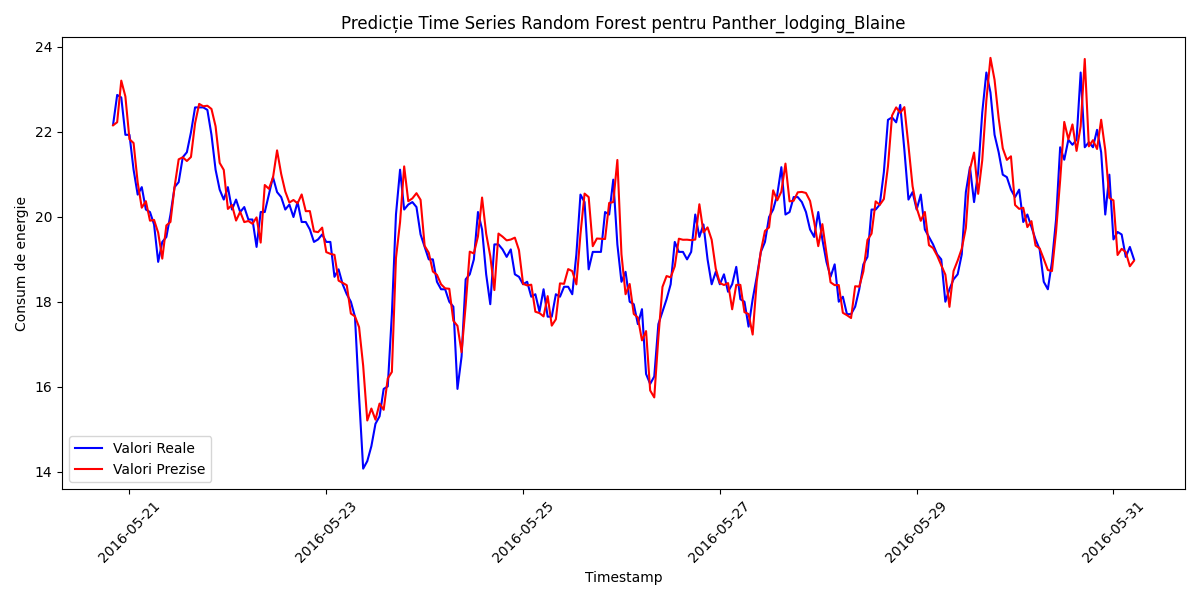 Predicție Time Series Random Forest pentru Panther_lodging_Blaine
Consum de energie
24
22
20
18
16
14
Valori Reale
Valori Prezise
2016-05-21
2016-05-23
2016-05-25
2016-05-27
2016-05-29
2016-05-31
Timestamp